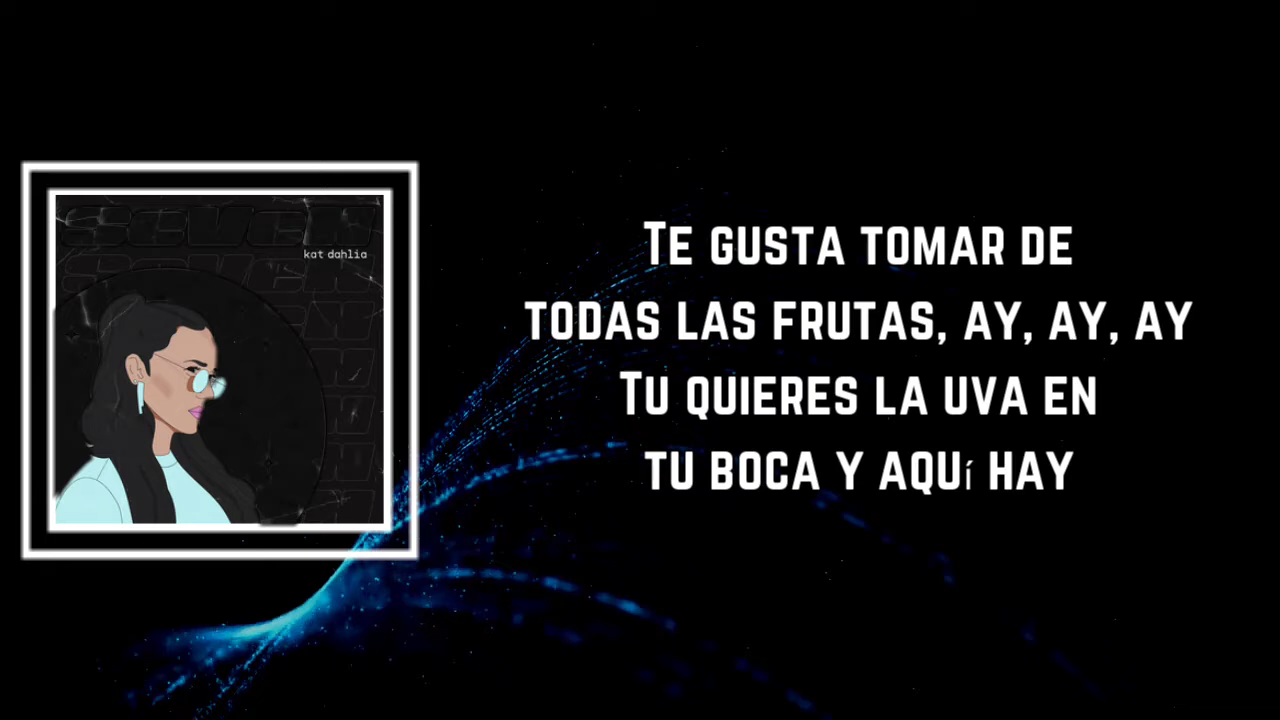 seven
kat dahlia
Te gusta tomar de
todas las frutas, ay, ay, ay
Tu quieres la uva en
tu boca y aquí hay